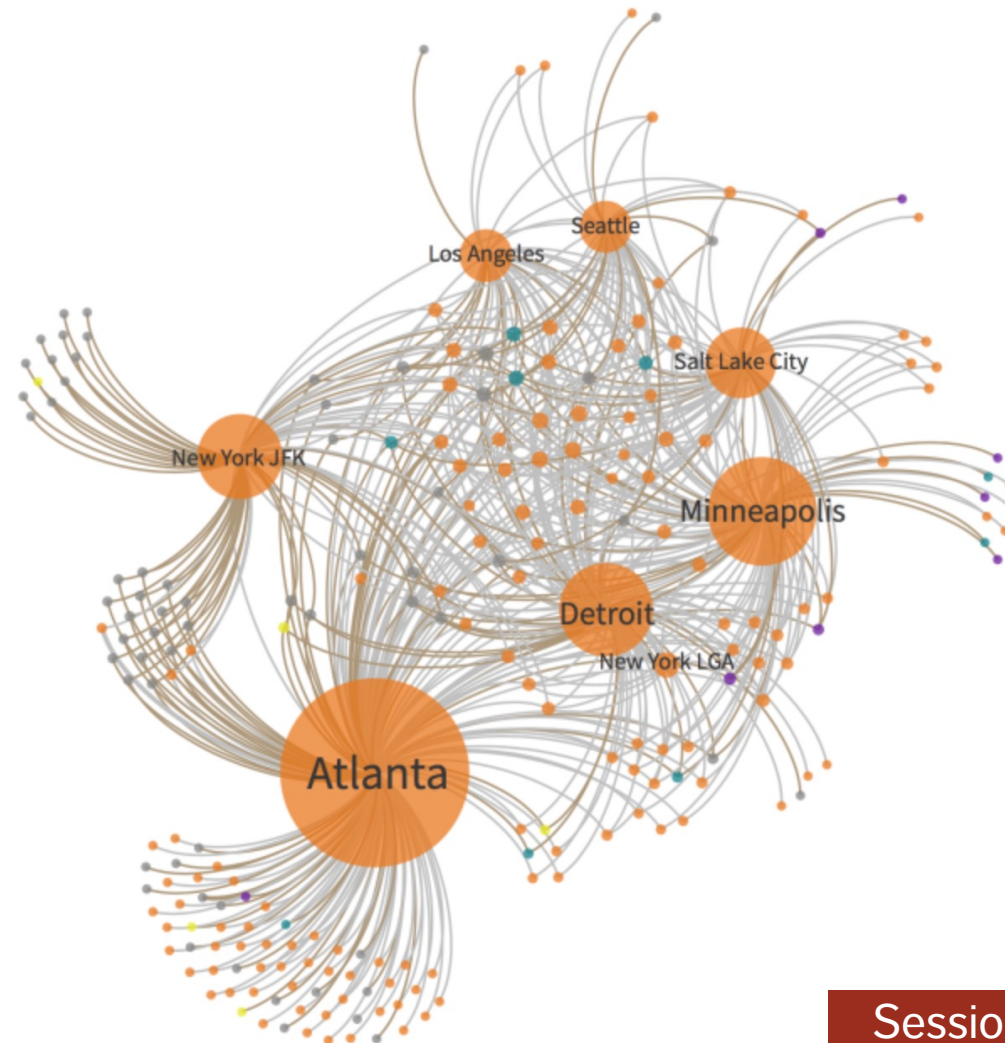 Seattle
Los Angeles
Salt Lake City
New York JFK
Minneapolis
Detroit
New York LGA
Atlanta
Sessio